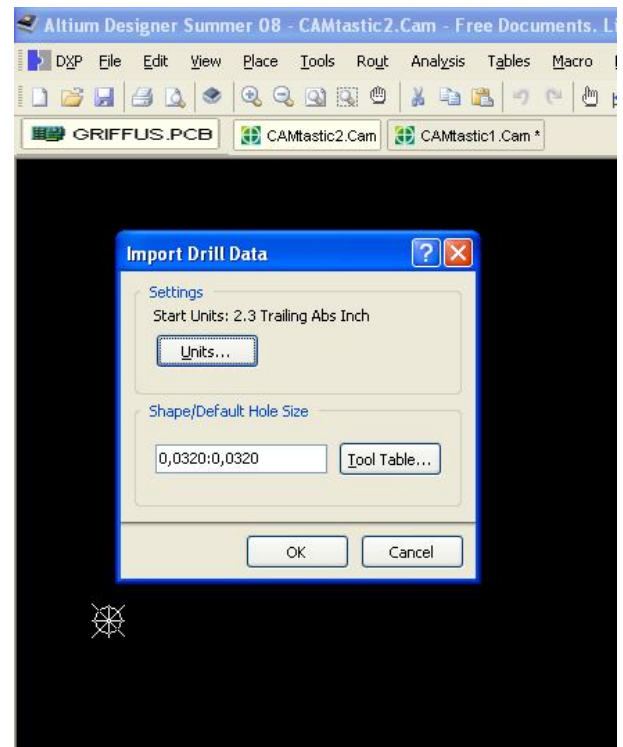 Altium Designer Summer 08 - CAMtastic2.Cam - Free Documents. Li
DXP File Edit View Place Tools Rout Analysis Tables Macro
GRIFFUS.PCB CAMtastic2.Cam CAMtastic1.Cam *
Import Drill Data
Settings
Start Units: 2.3 Trailing Abs Inch
Units...
Shape/Default Hole Size
0,0320:0,0320 Tool Table...
OK Cancel